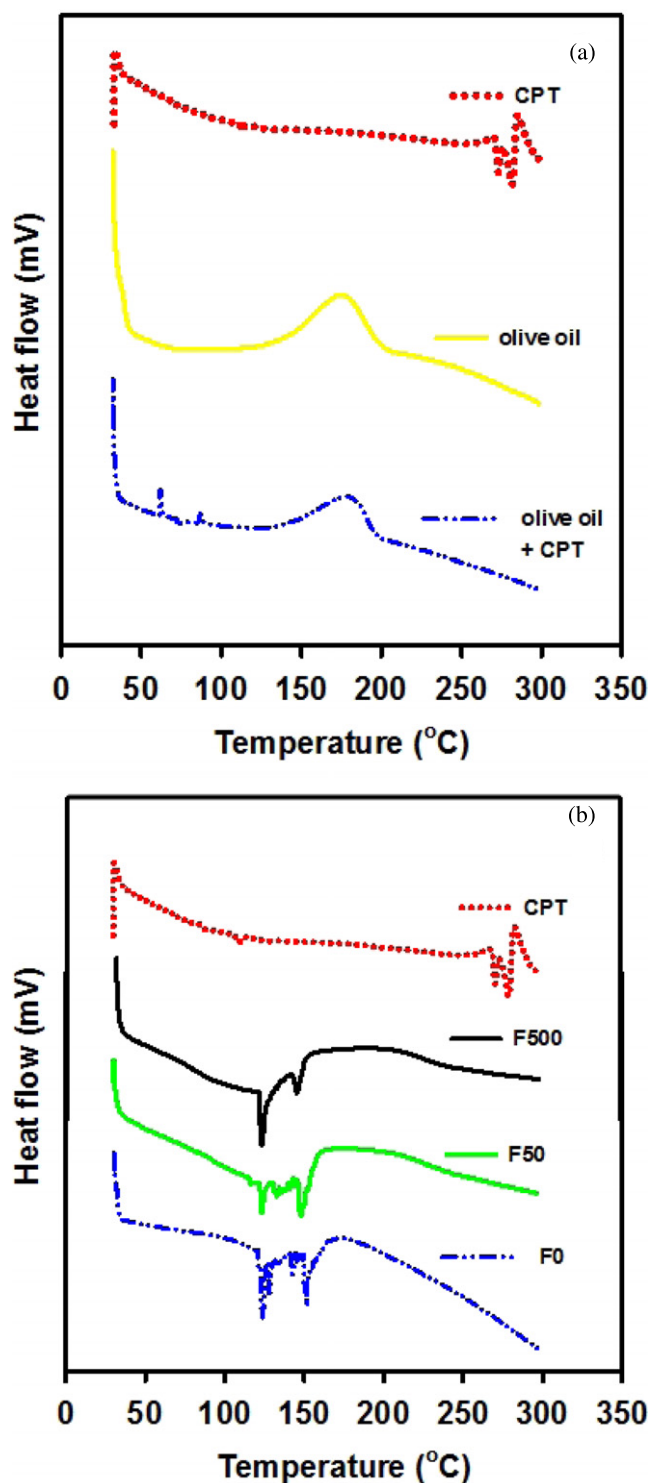 (a)
CPT
olive oil
olive oil
+ CPT
Heat flow (mV)
0 50 100 150 200 250 300 350
Temperature (°C)
(b)
CPT
F500
F50
F0
Heat flow (mV)
0 50 100 150 200 250 300 350
Temperature (°C)